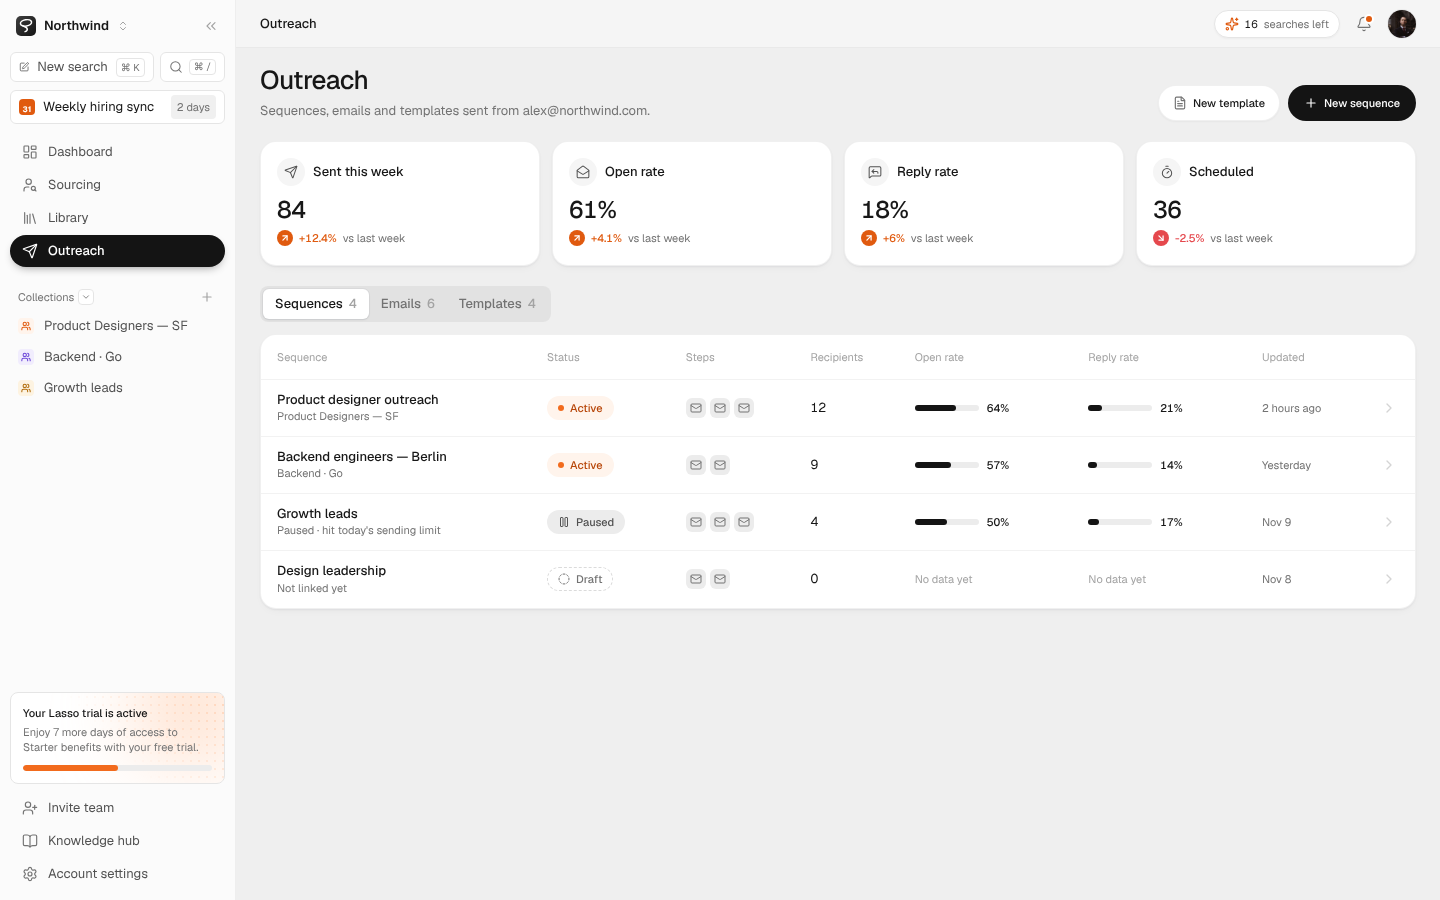 Northwind
New search ⌘ K
⌘ /
31 Weekly hiring sync 2 days
Dashboard
Sourcing
Library
Outreach
Collections
Product Designers — SF
Backend · Go
Growth leads
Your Lasso trial is active
Enjoy 7 more days of access to
Starter benefits with your free trial.
Invite team
Knowledge hub
Account settings
Outreach
16 searches left
Outreach
Sequences, emails and templates sent from alex@northwind.com.
New template
New sequence
Sent this week
84
+12.4% vs last week
Open rate
61%
+4.1% vs last week
Reply rate
18%
+6% vs last week
Scheduled
36
-2.5% vs last week
Sequences 4 Emails 6 Templates 4
Sequence Status Steps Recipients Open rate Reply rate Updated
Product designer outreach
Product Designers — SF
Active 12 64% 21% 2 hours ago
Backend engineers — Berlin
Backend · Go
Active 9 57% 14% Yesterday
Growth leads
Paused · hit today's sending limit
Paused 4 50% 17% Nov 9
Design leadership
Not linked yet
Draft 0 No data yet No data yet Nov 8